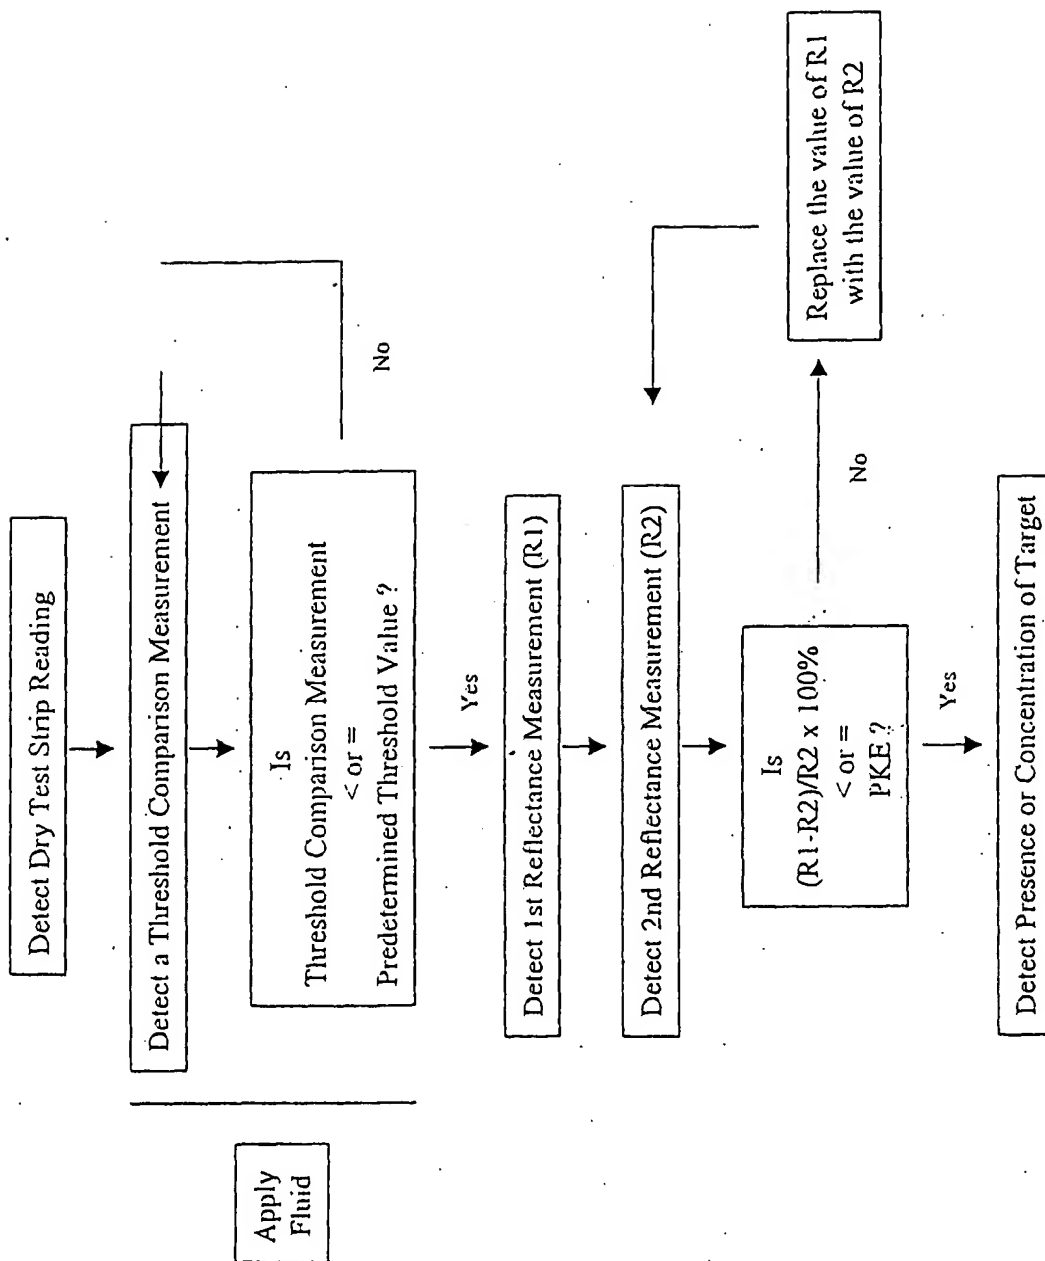 Detect Dry Test Strip Reading
Detect a Threshold Comparison Measurement
Apply
Fluid
Is
Threshold Comparison Measurement
< or =
Predetermined Threshold Value ?
No
Yes
Detect 1st Reflectance Measurement (R1)
Detect 2nd Reflectance Measurement (R2)
Is
(R1-R2)/R2 x 100%
< or =
PKE ?
No
Replace the value of R1
with the value of R2
Yes
Detect Presence or Concentration of Target